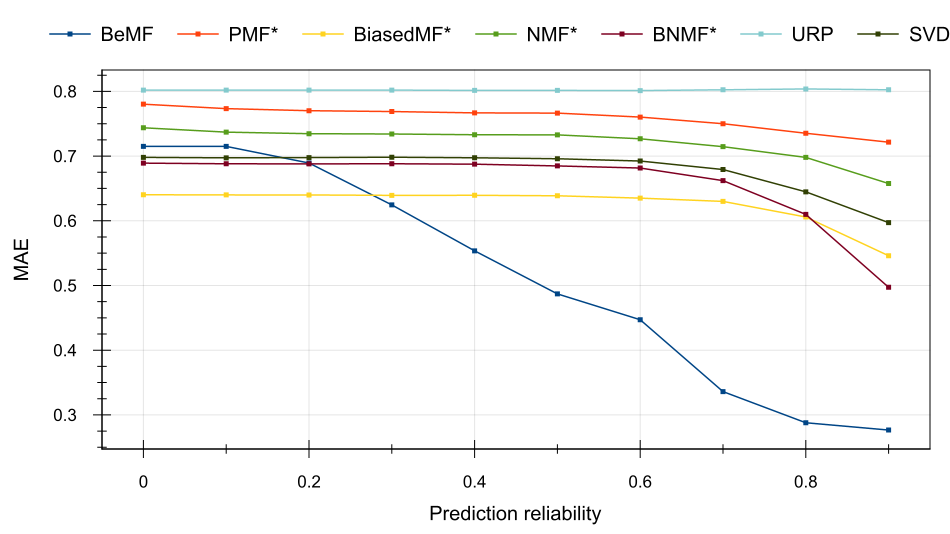 BeMF PMF* BiasedMF* NMF* BNMF* URP SVD
0.8
0.7
0.6
0.5
0.4
0.3
MAE
0 0.2 0.4 0.6 0.8
Prediction reliability